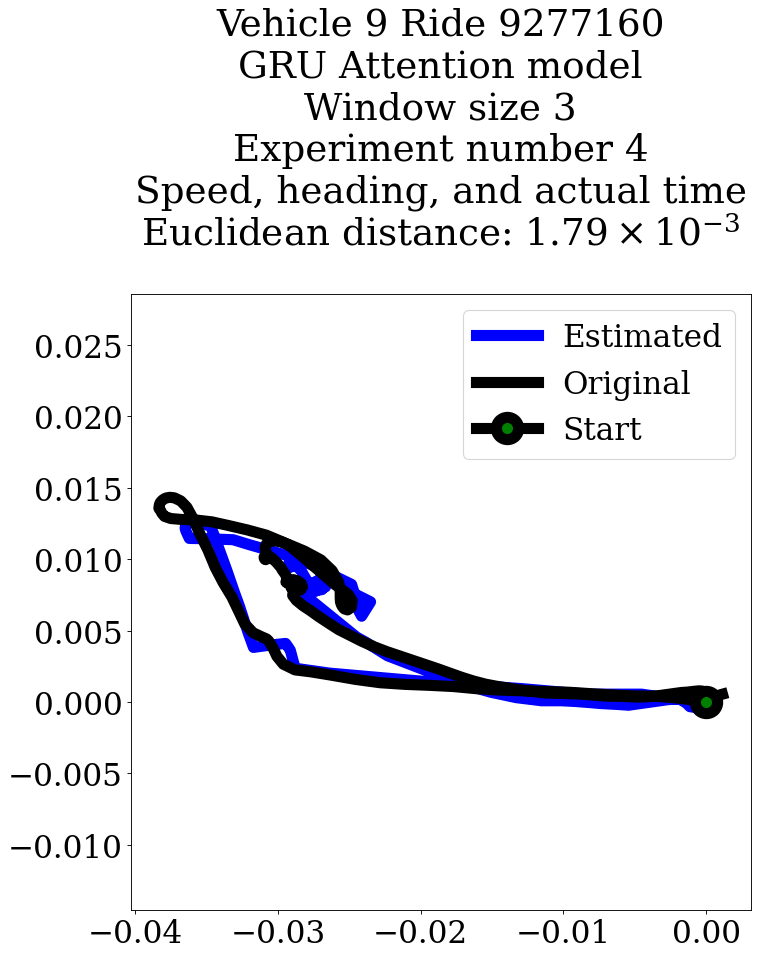 Vehicle 9 Ride 9277160
GRU Attention model
Window size 3
Experiment number 4
Speed, heading, and actual time
Euclidean distance: 1.79 × 10⁻³
Estimated
Original
Start
0.025
0.020
0.015
0.010
0.005
0.000
−0.005
−0.010
−0.04 −0.03 −0.02 −0.01 0.00